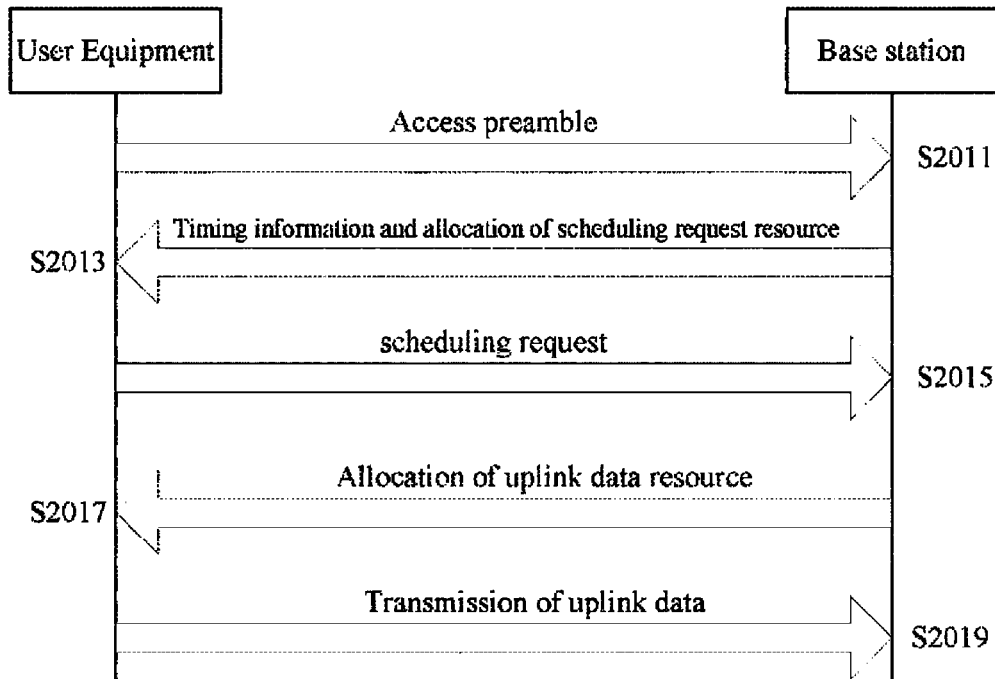 User Equipment
Base station
Access preamble
S2011
Timing information and allocation of scheduling request resource
S2013
scheduling request
S2015
Allocation of uplink data resource
S2017
Transmission of uplink data
S2019